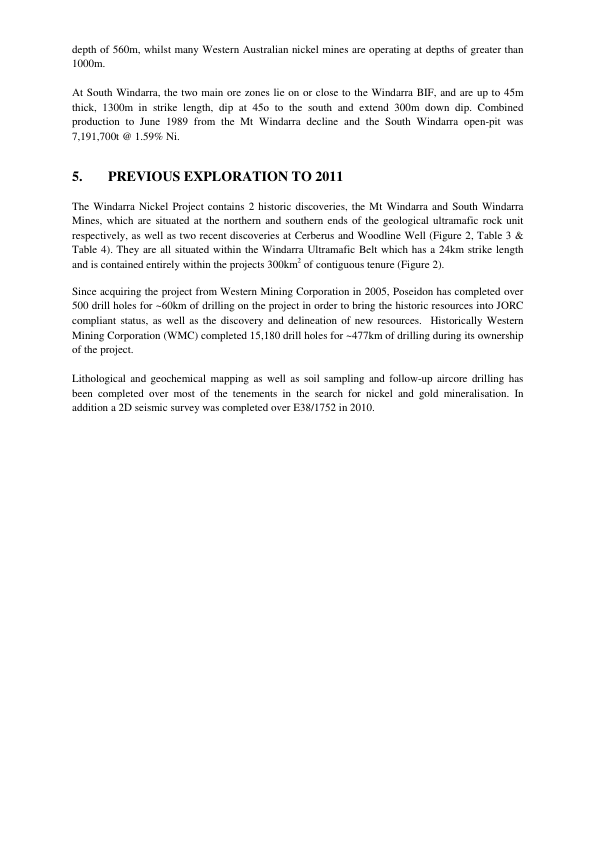 depth of 560m, whilst many Western Australian nickel mines are operating at depths of greater than
1000m.
At South Windarra, the two main ore zones lie on or close to the Windarra BIF, and are up to 45m
thick, 1300m in strike length, dip at 45o to the south and extend 300m down dip. Combined
production to June 1989 from the Mt Windarra decline and the South Windarra open-pit was
7,191,700t @ 1.59% Ni.
5. PREVIOUS EXPLORATION TO 2011
The Windarra Nickel Project contains 2 historic discoveries, the Mt Windarra and South Windarra
Mines, which are situated at the northern and southern ends of the geological ultramafic rock unit
respectively, as well as two recent discoveries at Cerberus and Woodline Well (Figure 2, Table 3 &
Table 4). They are all situated within the Windarra Ultramafic Belt which has a 24km strike length
and is contained entirely within the projects 300km² of contiguous tenure (Figure 2).
Since acquiring the project from Western Mining Corporation in 2005, Poseidon has completed over
500 drill holes for ~60km of drilling on the project in order to bring the historic resources into JORC
compliant status, as well as the discovery and delineation of new resources. Historically Western
Mining Corporation (WMC) completed 15,180 drill holes for ~477km of drilling during its ownership
of the project.
Lithological and geochemical mapping as well as soil sampling and follow-up aircore drilling has
been completed over most of the tenements in the search for nickel and gold mineralisation. In
addition a 2D seismic survey was completed over E38/1752 in 2010.